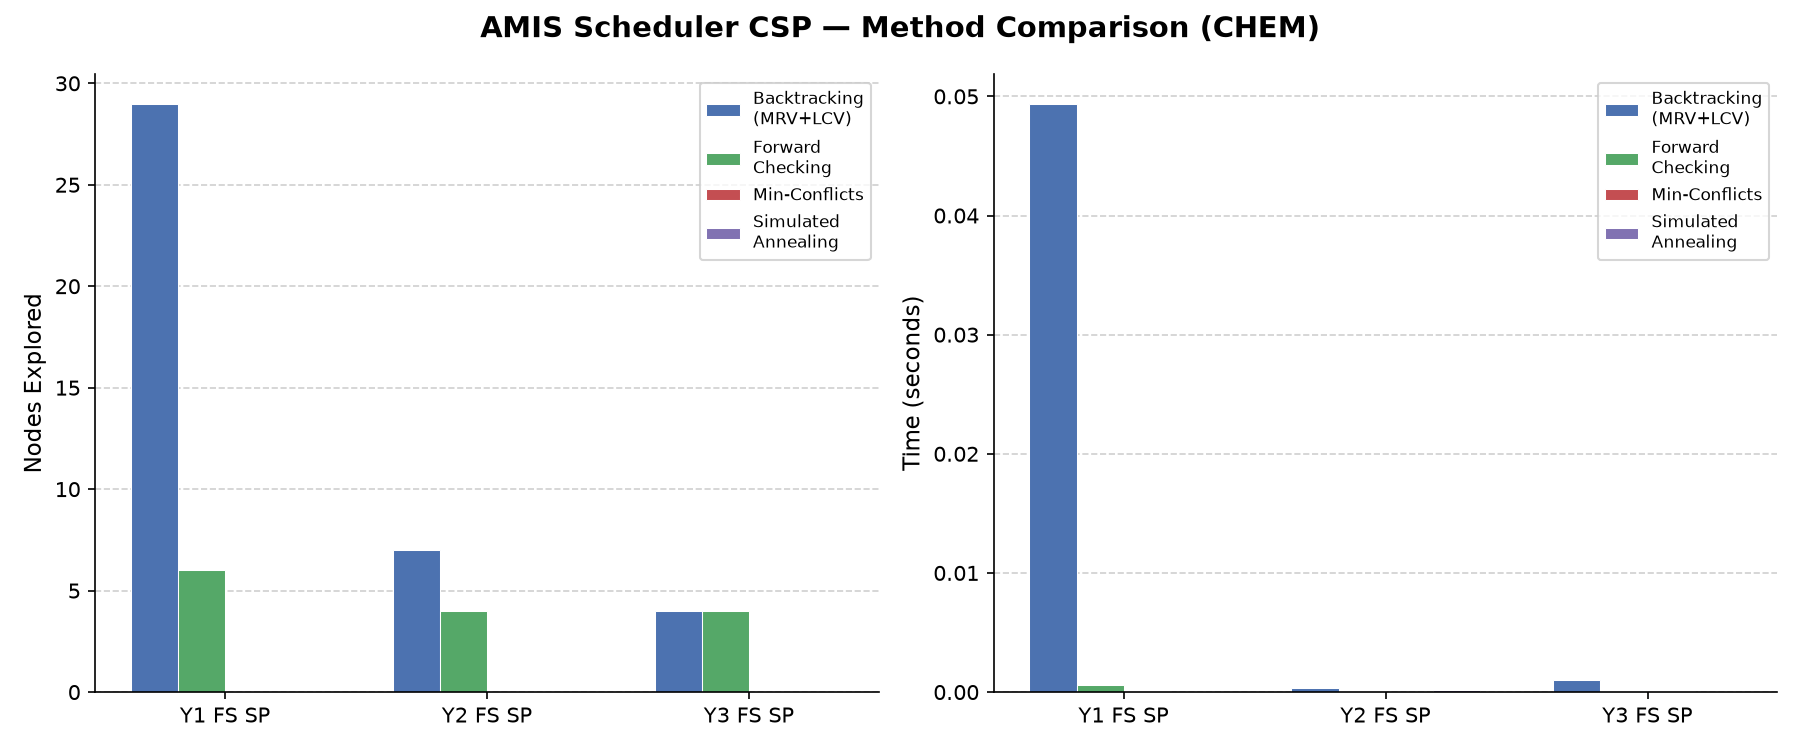 AMIS Scheduler CSP — Method Comparison (CHEM)
Nodes Explored
30
25
20
15
10
5
0
Y1 FS SP
Y2 FS SP
Y3 FS SP
Backtracking
(MRV+LCV)
Forward
Checking
Min-Conflicts
Simulated
Annealing
Time (seconds)
0.05
0.04
0.03
0.02
0.01
0.00
Y1 FS SP
Y2 FS SP
Y3 FS SP
Backtracking
(MRV+LCV)
Forward
Checking
Min-Conflicts
Simulated
Annealing